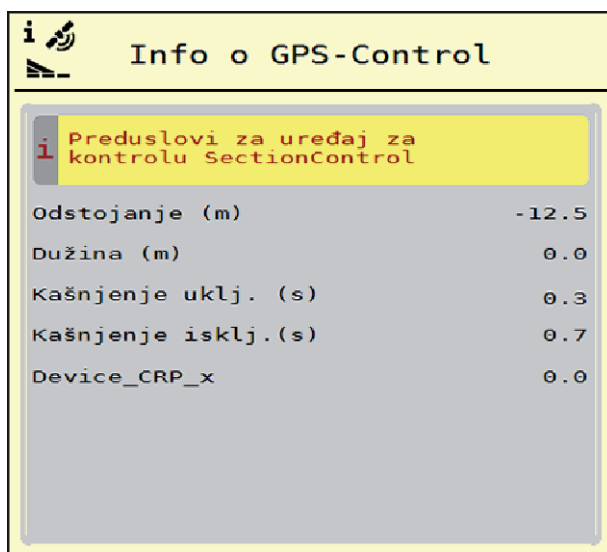 i
Info o GPS-Control
i
Preduslovi za uređaj za
kontrolu SectionControl
Odstojanje (m) -12.5
Dužina (m) 0.0
Kašnjenje uklj. (s) 0.3
Kašnjenje isklj.(s) 0.7
Device_CRP_x 0.0